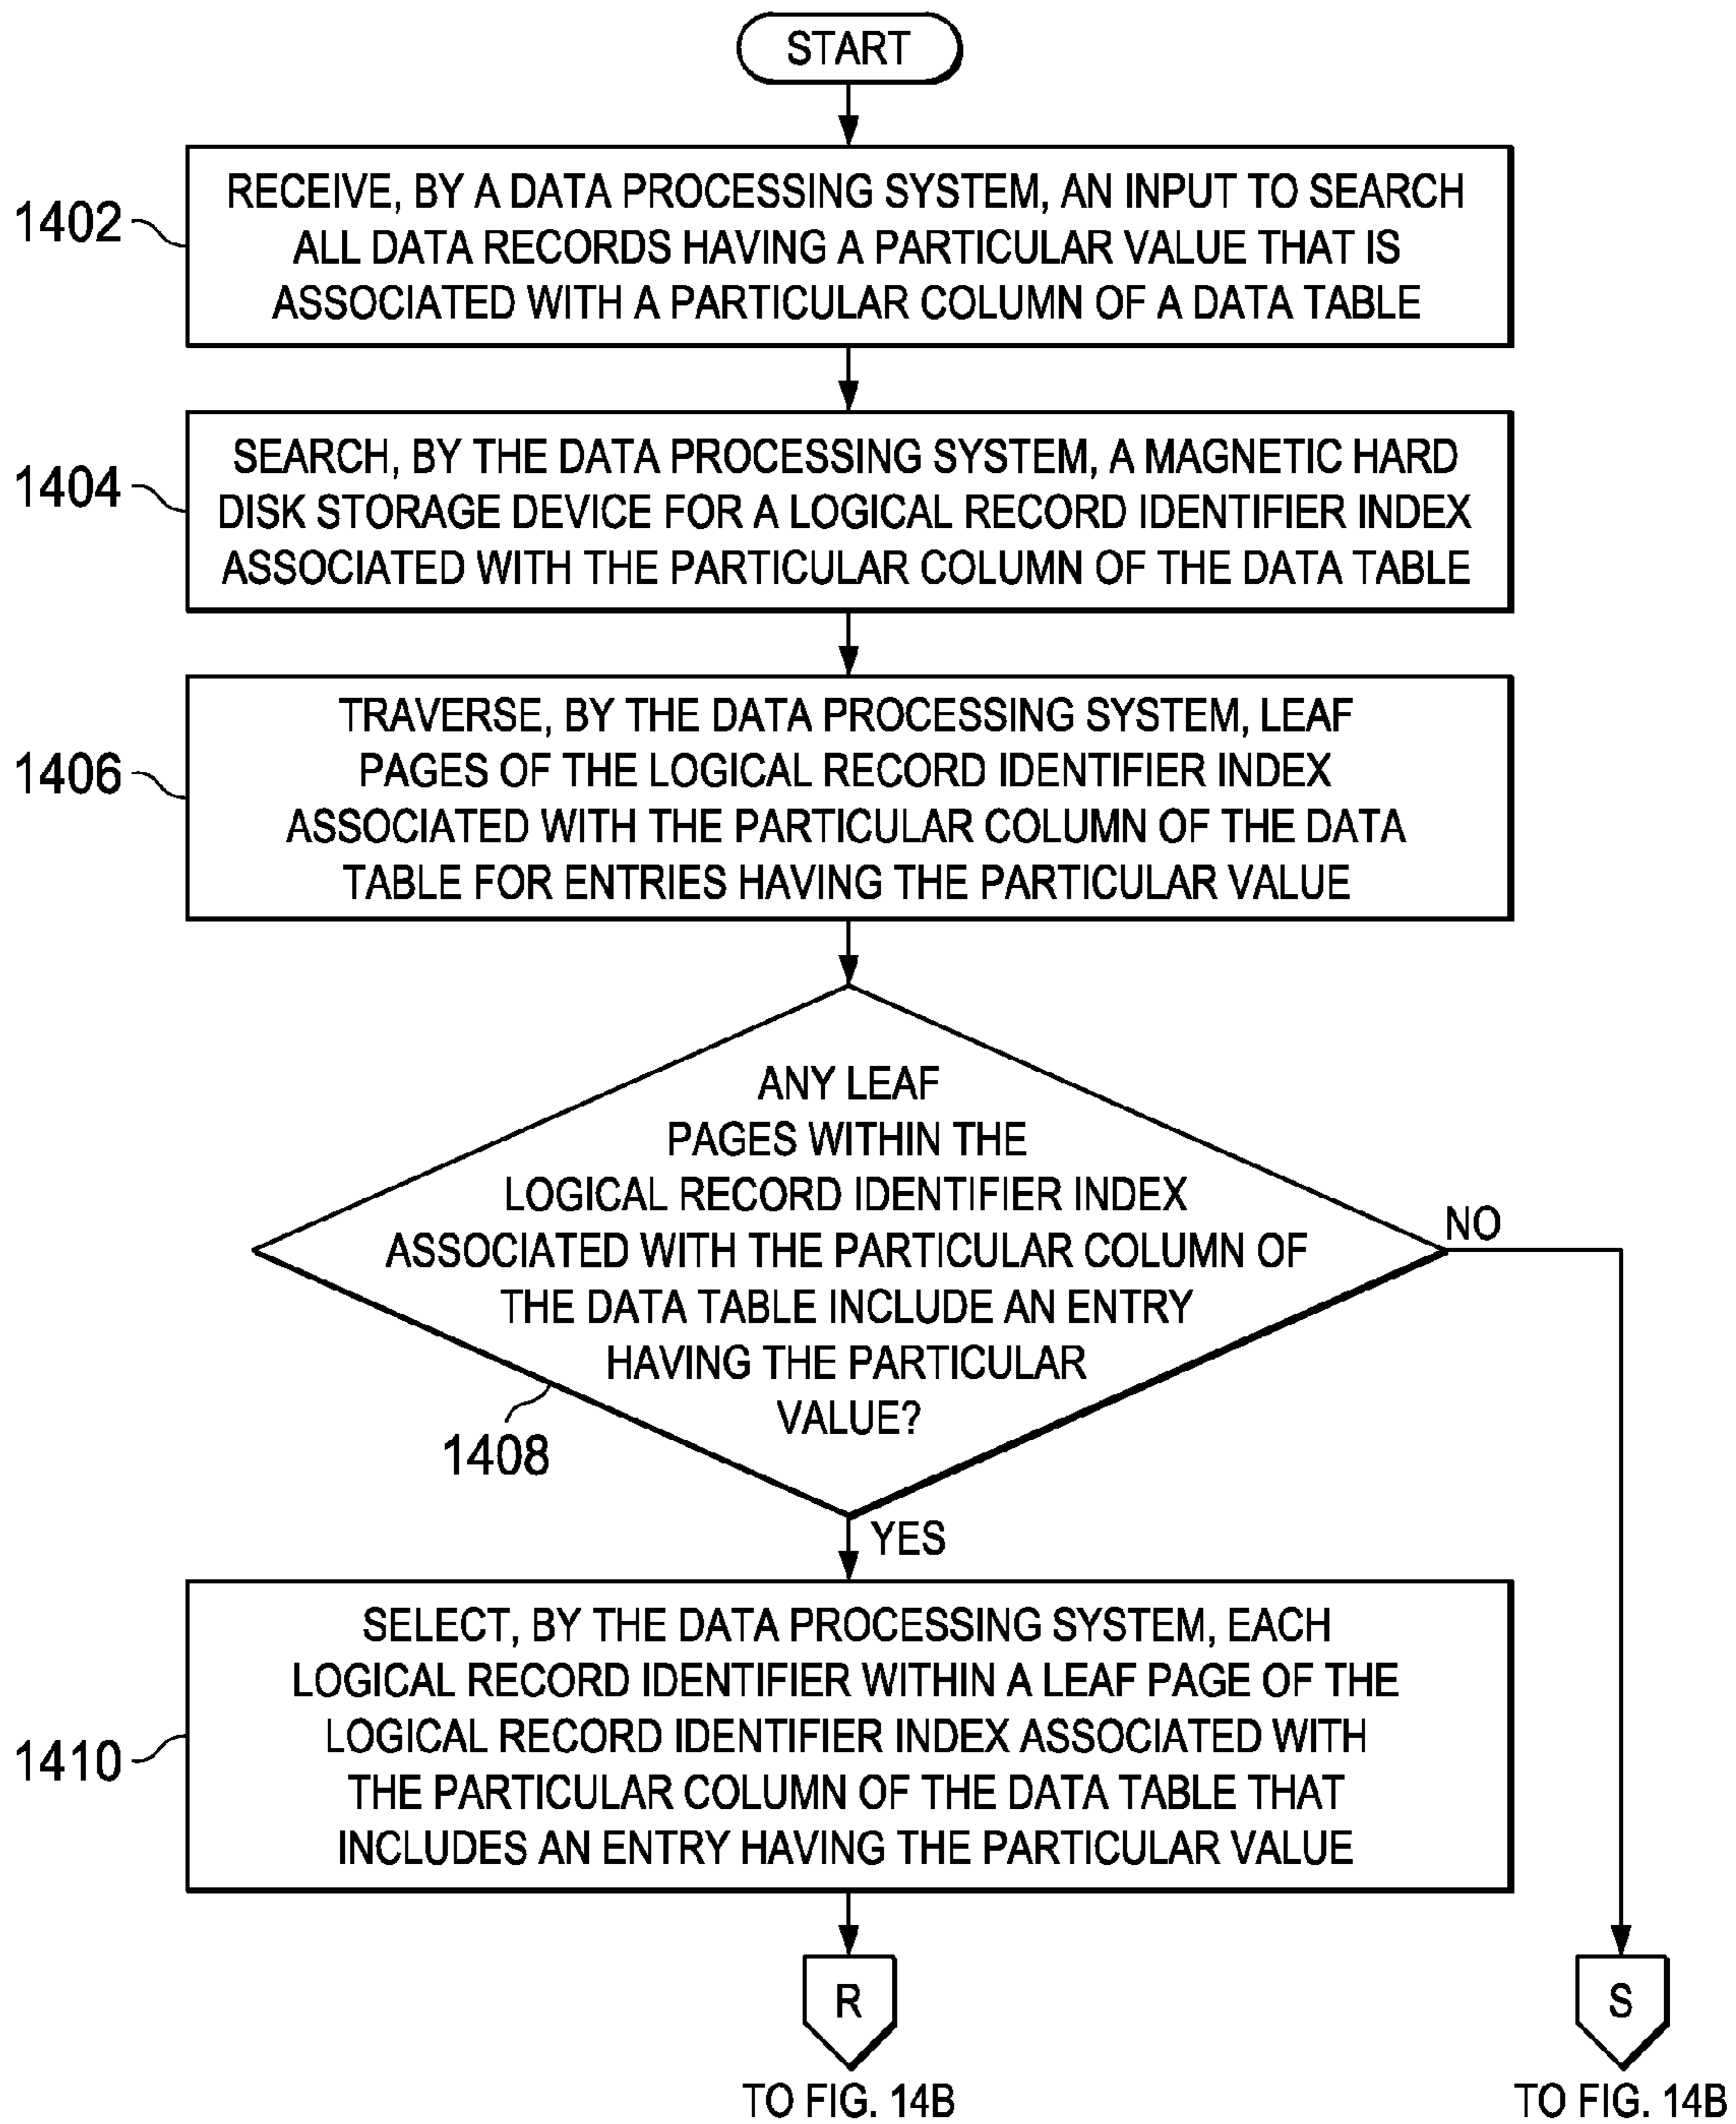 START
1402
RECEIVE, BY A DATA PROCESSING SYSTEM, AN INPUT TO SEARCH
ALL DATA RECORDS HAVING A PARTICULAR VALUE THAT IS
ASSOCIATED WITH A PARTICULAR COLUMN OF A DATA TABLE
1404
SEARCH, BY THE DATA PROCESSING SYSTEM, A MAGNETIC HARD
DISK STORAGE DEVICE FOR A LOGICAL RECORD IDENTIFIER INDEX
ASSOCIATED WITH THE PARTICULAR COLUMN OF THE DATA TABLE
1406
TRAVERSE, BY THE DATA PROCESSING SYSTEM, LEAF
PAGES OF THE LOGICAL RECORD IDENTIFIER INDEX
ASSOCIATED WITH THE PARTICULAR COLUMN OF THE DATA
TABLE FOR ENTRIES HAVING THE PARTICULAR VALUE
ANY LEAF
PAGES WITHIN THE
LOGICAL RECORD IDENTIFIER INDEX
ASSOCIATED WITH THE PARTICULAR COLUMN OF
THE DATA TABLE INCLUDE AN ENTRY
HAVING THE PARTICULAR
VALUE?
1408
NO
YES
1410
SELECT, BY THE DATA PROCESSING SYSTEM, EACH
LOGICAL RECORD IDENTIFIER WITHIN A LEAF PAGE OF THE
LOGICAL RECORD IDENTIFIER INDEX ASSOCIATED WITH
THE PARTICULAR COLUMN OF THE DATA TABLE THAT
INCLUDES AN ENTRY HAVING THE PARTICULAR VALUE
R
TO FIG. 14B
S
TO FIG. 14B